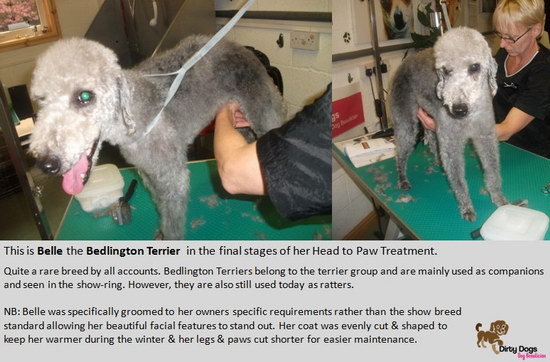 gs
Dog Beautician
This is Belle the Bedlington Terrier in the final stages of her Head to Paw Treatment.
Quite a rare breed by all accounts. Bedlington Terriers belong to the terrier group and are mainly used as companions
and seen in the show-ring. However, they are also still used today as ratters.
NB: Belle was specifically groomed to her owners specific requirements rather than the show breed
standard allowing her beautiful facial features to stand out. Her coat was evenly cut & shaped to
keep her warmer during the winter & her legs & paws cut shorter for easier maintenance.
Dirty Dogs
Dog Beautician